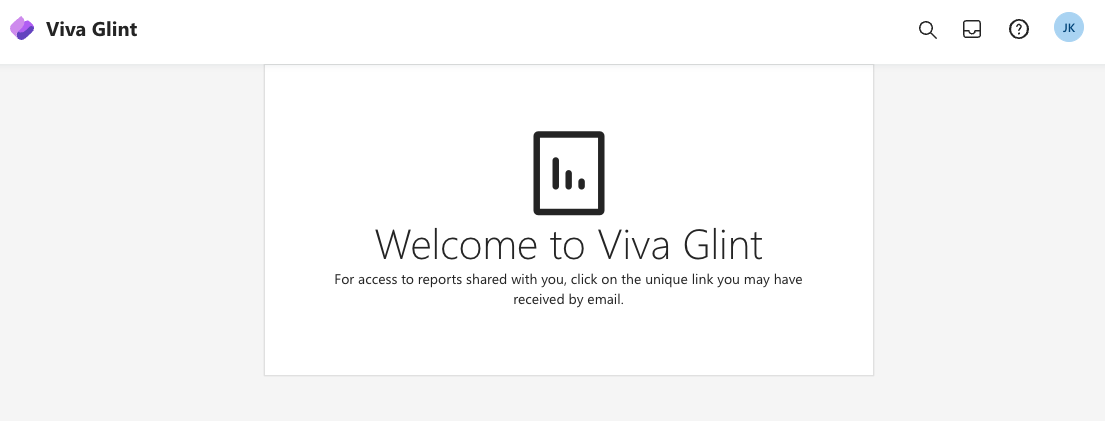 Viva Glint
JK
Welcome to Viva Glint
For access to reports shared with you, click on the unique link you may have
received by email.